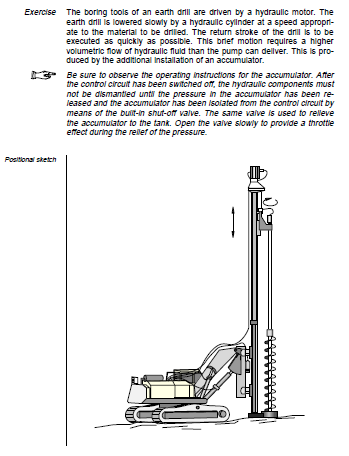 Exercise The boring tools of an earth drill are driven by a hydraulic motor. The
earth drill is lowered slowly by a hydraulic cylinder at a speed appropri-
ate to the material to be drilled. The return stroke of the drill is to be
executed as quickly as possible. This brief motion requires a higher
volumetric flow of hydraulic fluid than the pump can deliver. This is pro-
duced by the additional installation of an accumulator.
Be sure to observe the operating instructions for the accumulator. After
the control circuit has been switched off, the hydraulic components must
not be dismantled until the pressure in the accumulator has been re-
leased and the accumulator has been isolated from the control circuit by
means of the built-in shut-off valve. The same valve is used to relieve
the accumulator to the tank. Open the valve slowly to provide a throttle
effect during the relief of the pressure.
Positional sketch